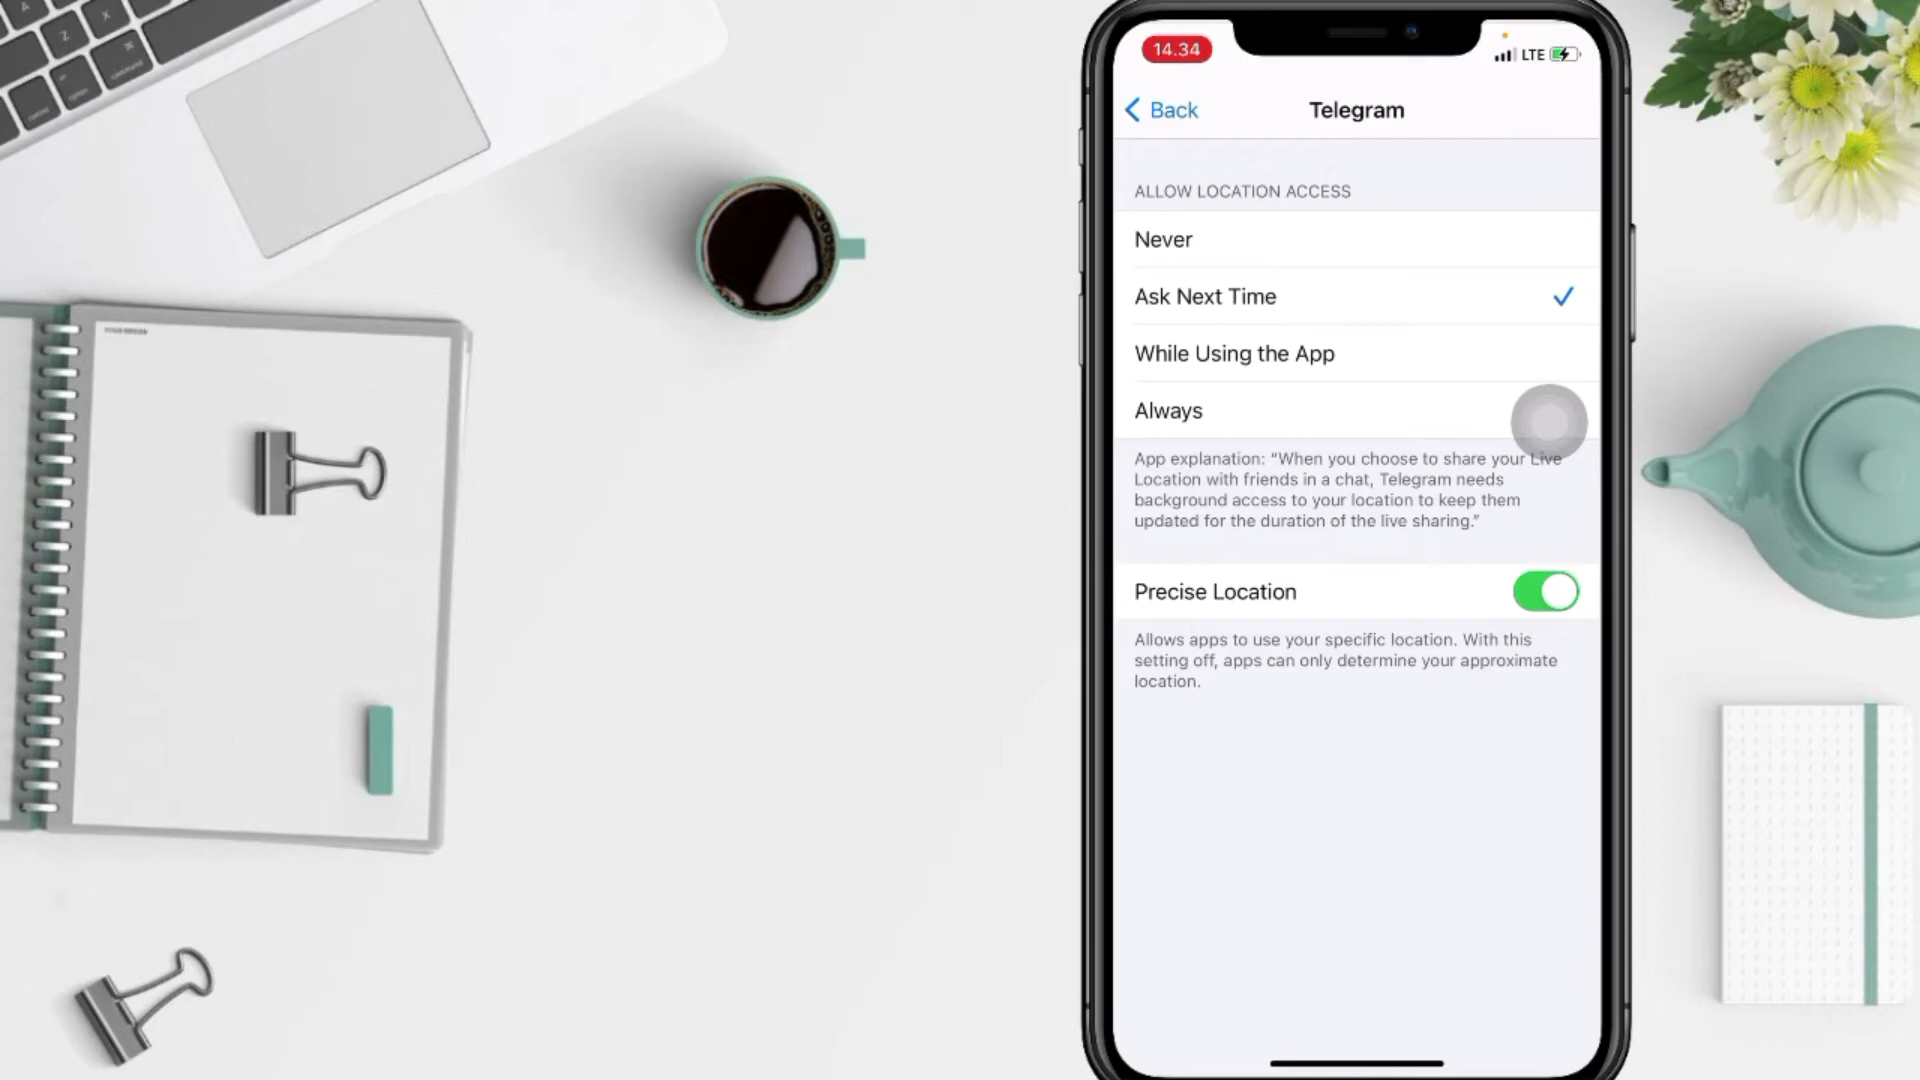 14.34
LTE
Back
Telegram
ALLOW LOCATION ACCESS
Never
Ask Next Time
While Using the App
Always
App explanation: “When you choose to share your Live
Location with friends in a chat, Telegram needs
background access to your location to keep them
updated for the duration of the live sharing.”
Precise Location
Allows apps to use your specific location. With this
setting off, apps can only determine your approximate
location.
YOUR DESIGN
A
Z
X
command